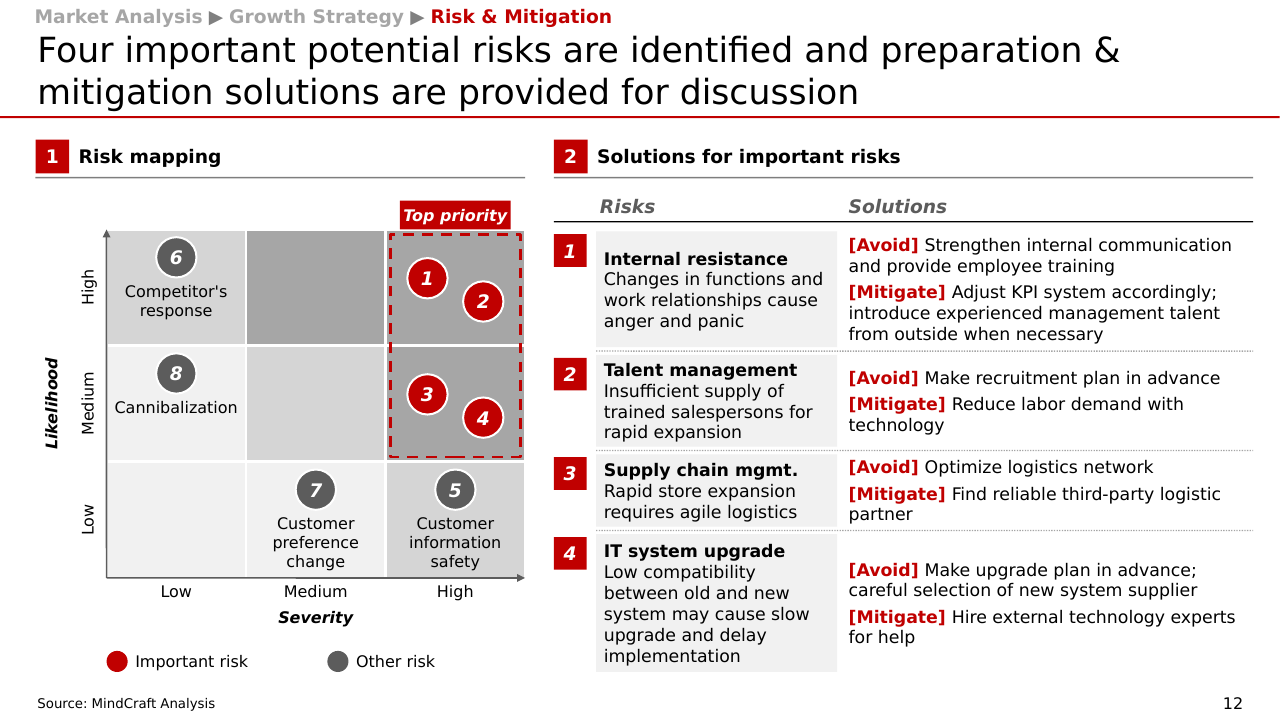 Market Analysis ▶ Growth Strategy ▶ Risk & Mitigation
Four important potential risks are identified and preparation &
mitigation solutions are provided for discussion
1 Risk mapping
Top priority
Likelihood
High
Medium
Low
6
Competitor's
response
1
2
8
Cannibalization
3
4
7
Customer
preference
change
5
Customer
information
safety
Low
Medium
High
Severity
Important risk
Other risk
2 Solutions for important risks
Risks
Solutions
1
Internal resistance
Changes in functions and
work relationships cause
anger and panic
[Avoid] Strengthen internal communication
and provide employee training
[Mitigate] Adjust KPI system accordingly;
introduce experienced management talent
from outside when necessary
2
Talent management
Insufficient supply of
trained salespersons for
rapid expansion
[Avoid] Make recruitment plan in advance
[Mitigate] Reduce labor demand with
technology
3
Supply chain mgmt.
Rapid store expansion
requires agile logistics
[Avoid] Optimize logistics network
[Mitigate] Find reliable third-party logistic
partner
4
IT system upgrade
Low compatibility
between old and new
system may cause slow
upgrade and delay
implementation
[Avoid] Make upgrade plan in advance;
careful selection of new system supplier
[Mitigate] Hire external technology experts
for help
Source: MindCraft Analysis
12